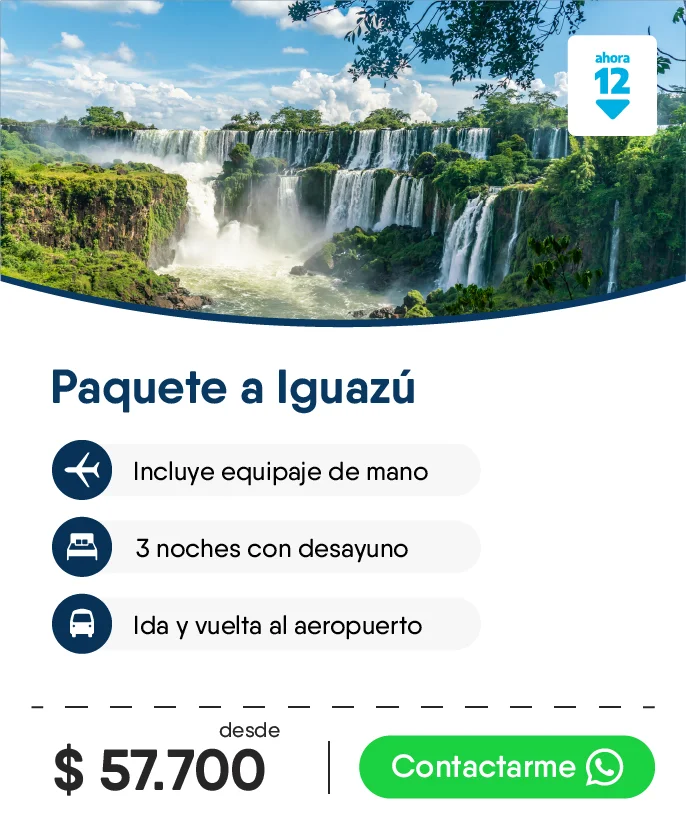 ahora
12
Paquete a Iguazú
Incluye equipaje de mano
3 noches con desayuno
Ida y vuelta al aeropuerto
desde
$ 57.700
Contactarme